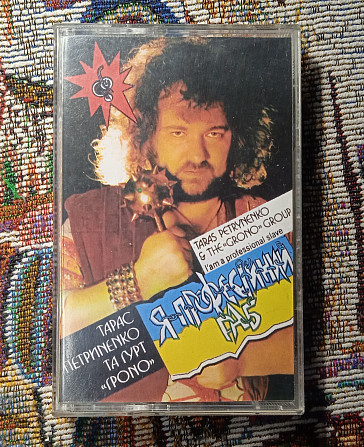 TARAS PETRYNENKO
& THE «GRONO» GROUP
I'am a professional slave
Я–ПРОФЕСІЙНИЙ
РАБ
ТАРАС
ПЕТРИНЕНКО
ТА ГУРТ
«ГРОНО»